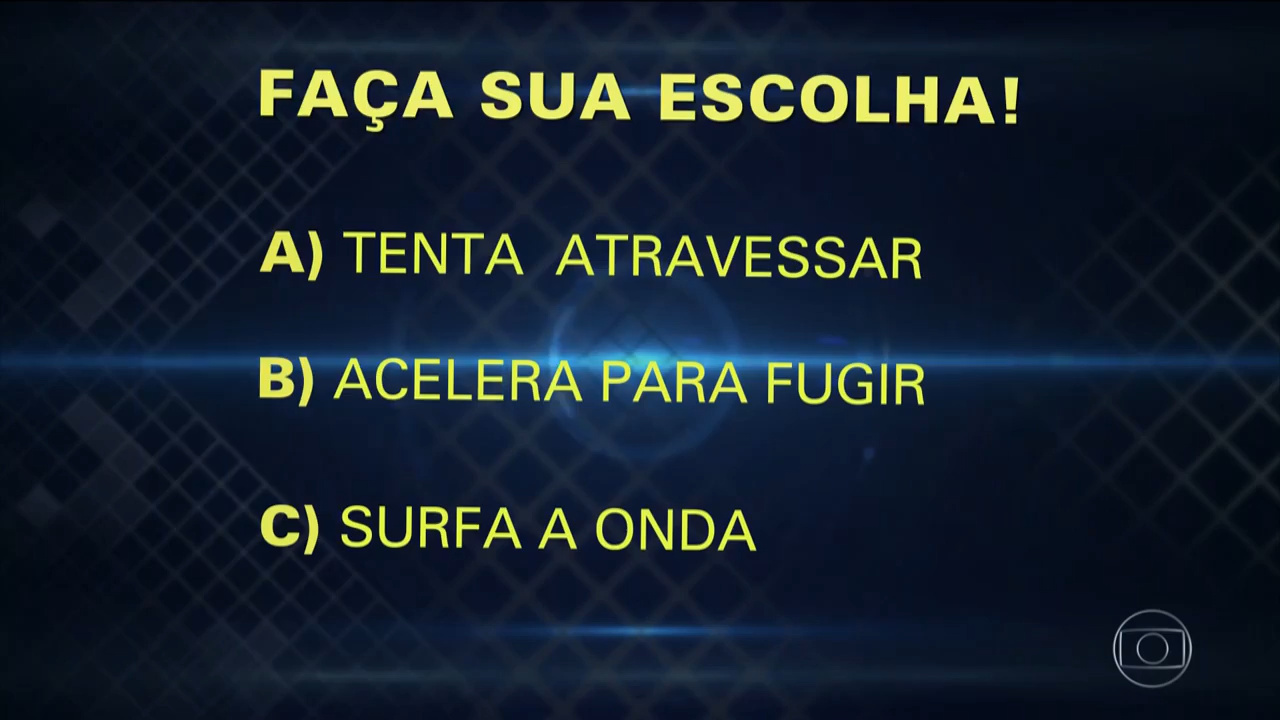 FAÇA SUA ESCOLHA!
A) TENTA ATRAVESSAR
B) ACELERA PARA FUGIR
C) SURFA A ONDA